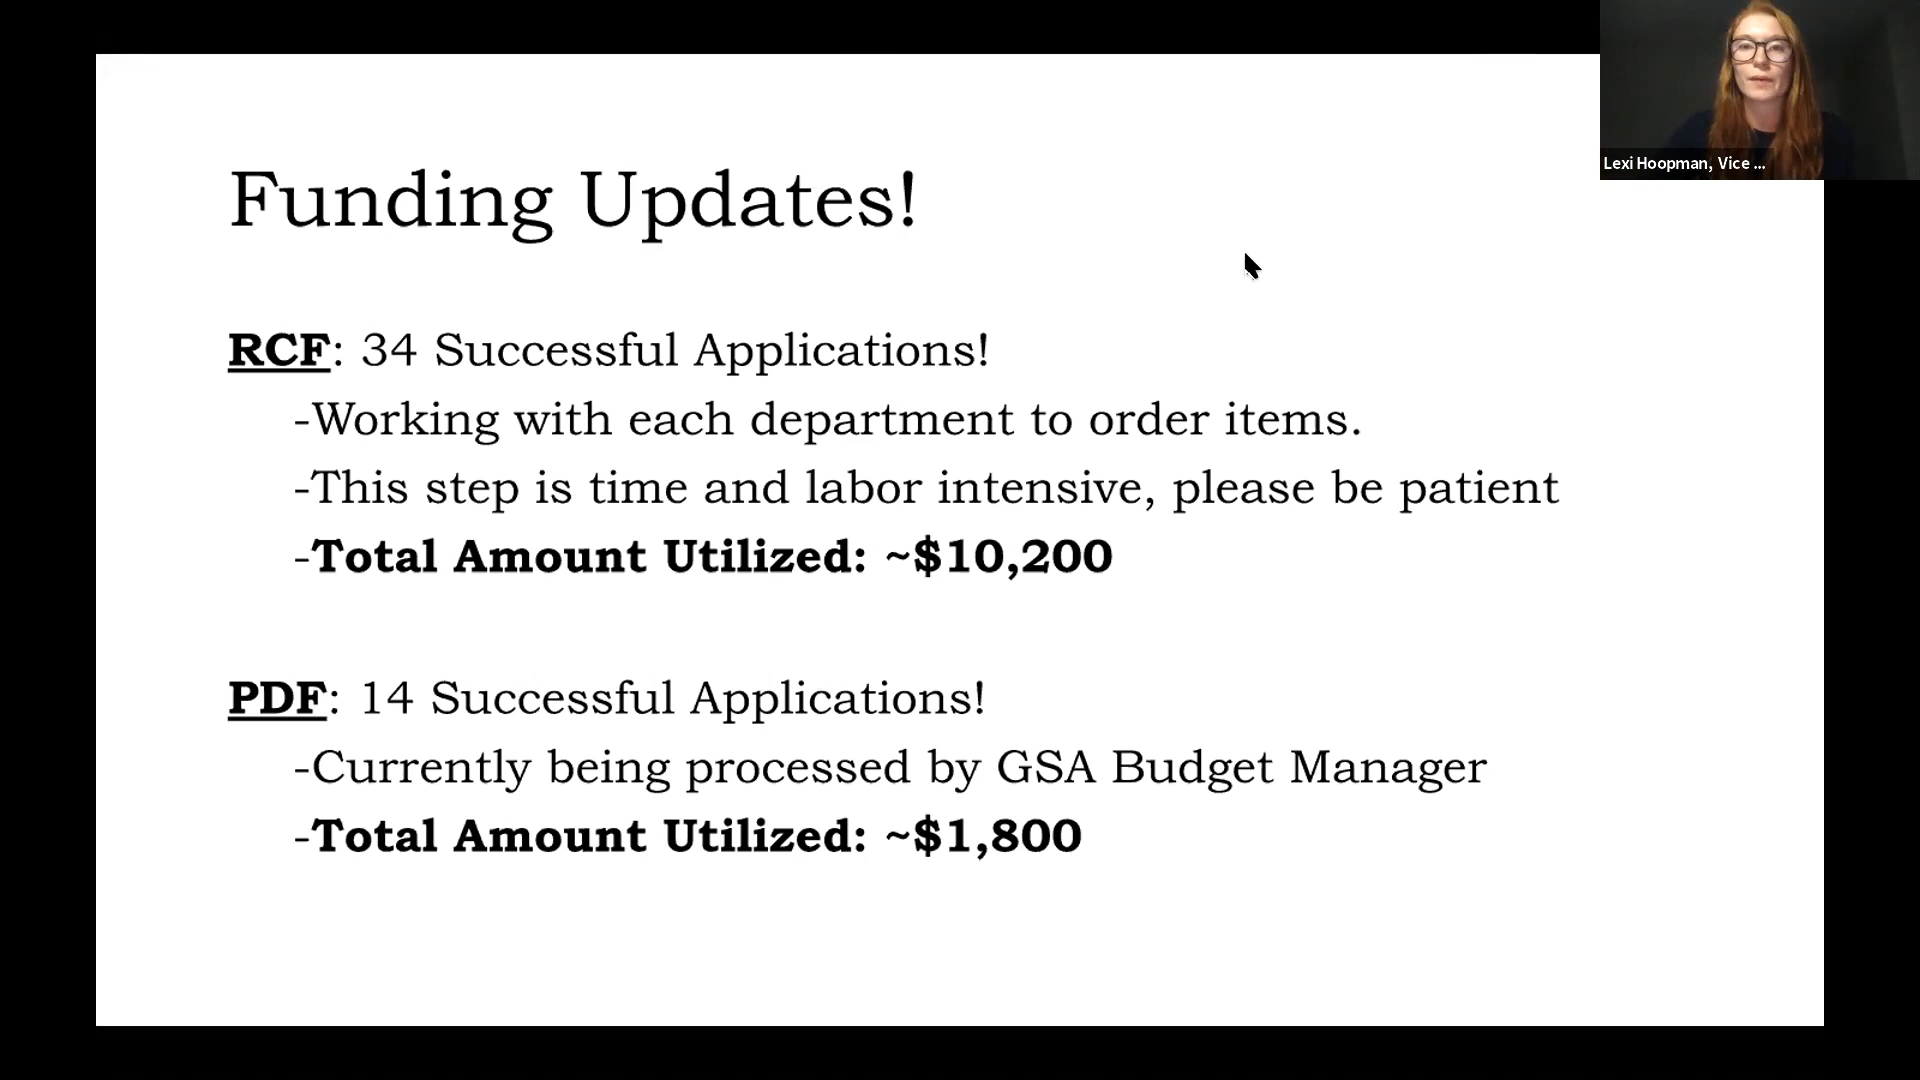 Lexi Hoopman, Vice ...
Funding Updates!
RCF: 34 Successful Applications!
-Working with each department to order items.
-This step is time and labor intensive, please be patient
-Total Amount Utilized: ~$10,200
PDF: 14 Successful Applications!
-Currently being processed by GSA Budget Manager
-Total Amount Utilized: ~$1,800